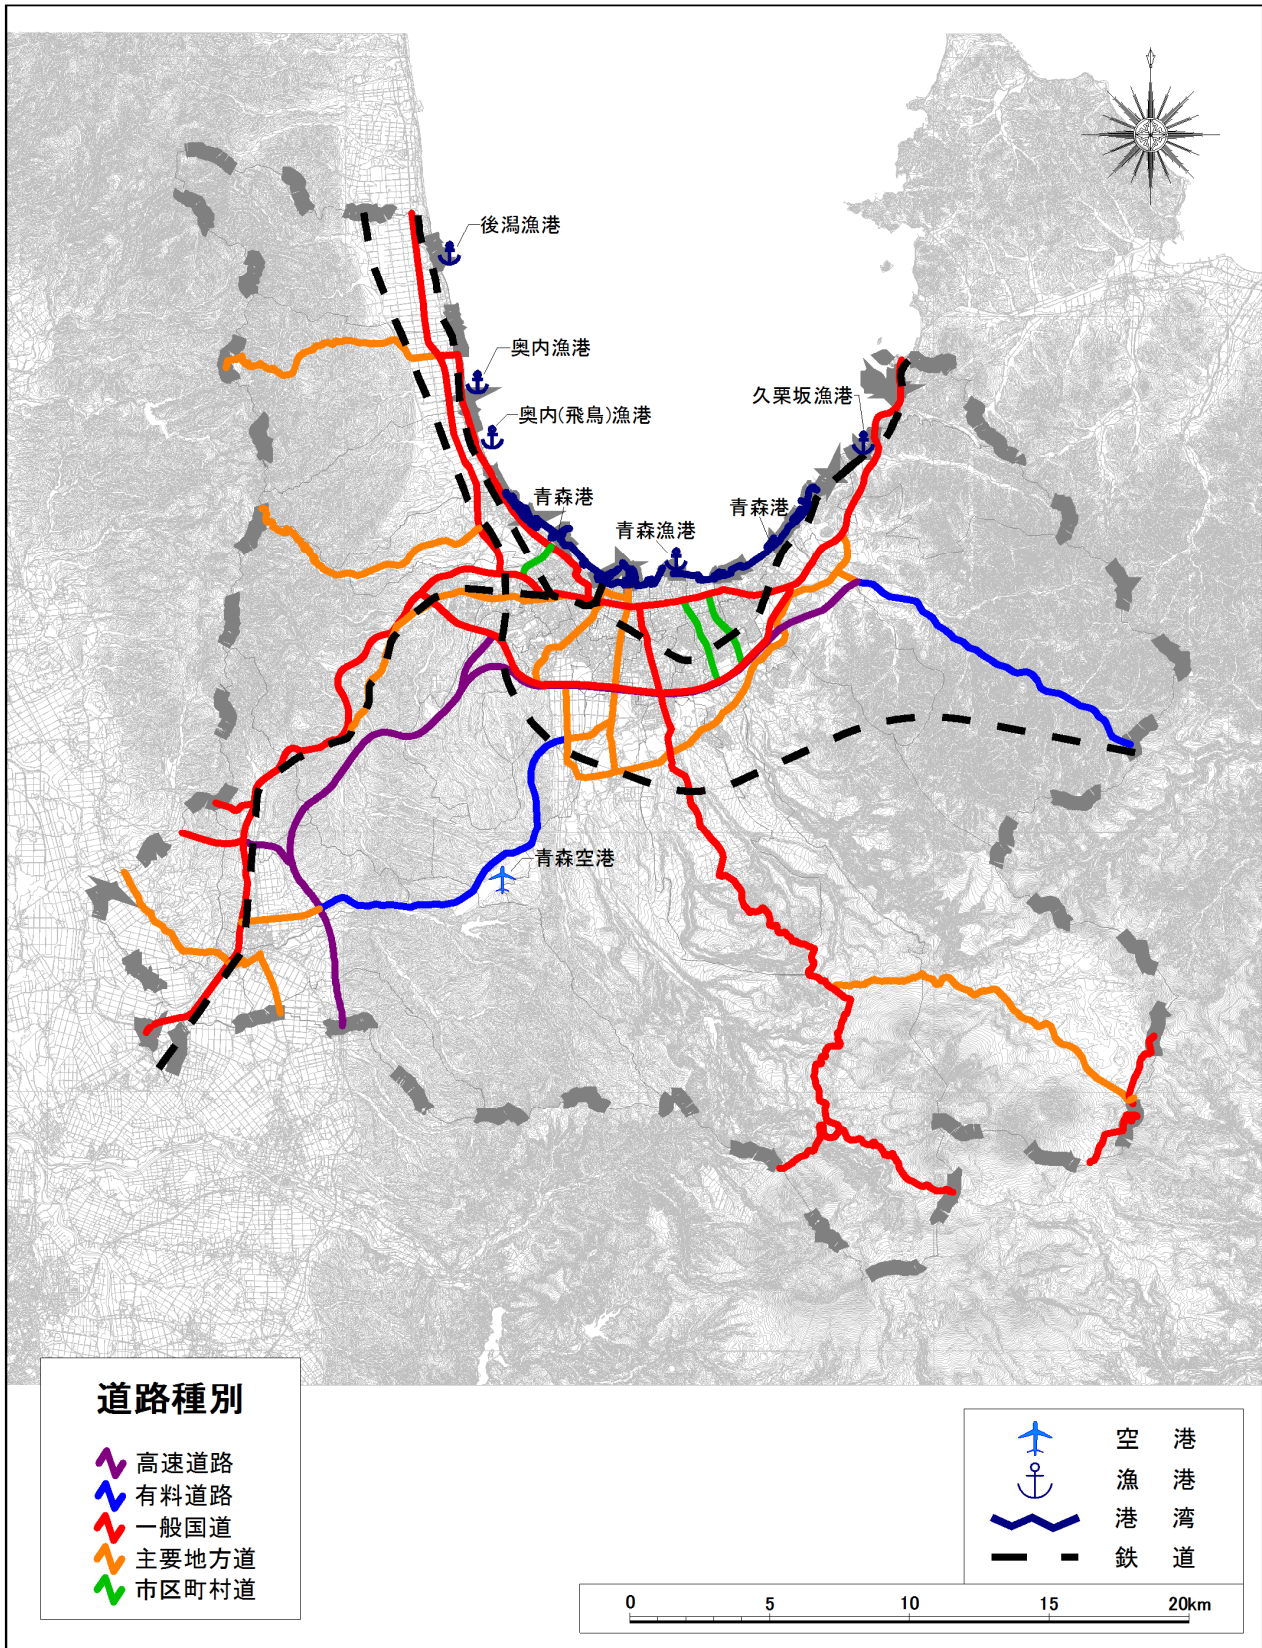 後潟漁港
奥内漁港
奥内(飛鳥)漁港
久栗坂漁港
青森港
青森漁港
青森港
青森空港
道路種別
高速道路
有料道路
一般国道
主要地方道
市区町村道
空 港
漁 港
港 湾
鉄 道
0 5 10 15 20km